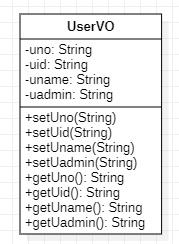 UserVO
-uno: String
-uid: String
-uname: String
-uadmin: String
+setUno(String)
+setUid(String)
+setUname(String)
+setUadmin(String)
+getUno(): String
+getUid(): String
+getUname(): String
+getUadmin(): String